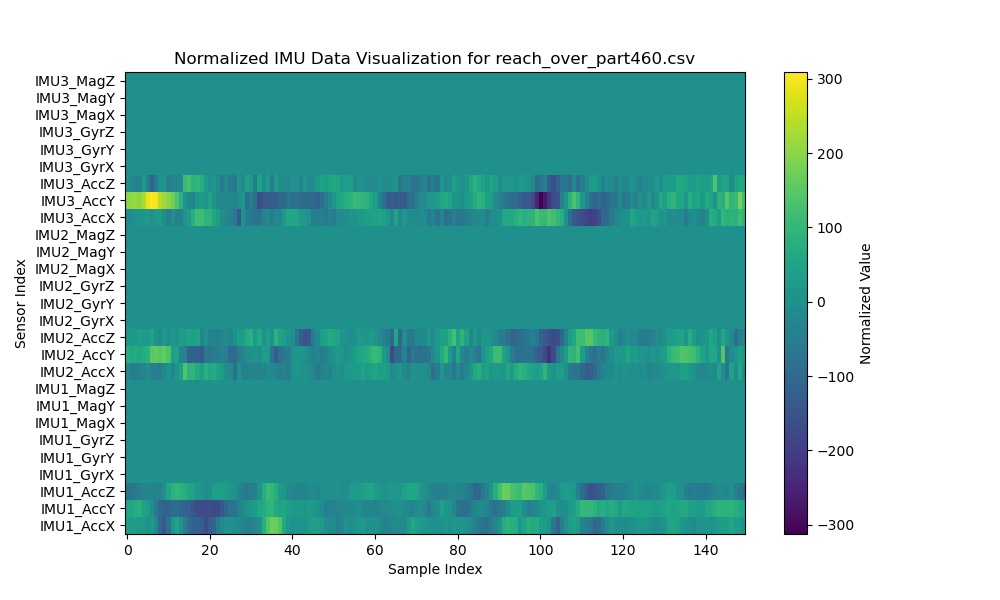 Normalized IMU Data Visualization for reach_over_part460.csv
IMU3_MagZ
IMU3_MagY
IMU3_MagX
IMU3_GyrZ
IMU3_GyrY
IMU3_GyrX
IMU3_AccZ
IMU3_AccY
IMU3_AccX
IMU2_MagZ
IMU2_MagY
IMU2_MagX
IMU2_GyrZ
IMU2_GyrY
IMU2_GyrX
IMU2_AccZ
IMU2_AccY
IMU2_AccX
IMU1_MagZ
IMU1_MagY
IMU1_MagX
IMU1_GyrZ
IMU1_GyrY
IMU1_GyrX
IMU1_AccZ
IMU1_AccY
IMU1_AccX
Sensor Index
0 20 40 60 80 100 120 140
Sample Index
300
200
100
0
−100
−200
−300
Normalized Value